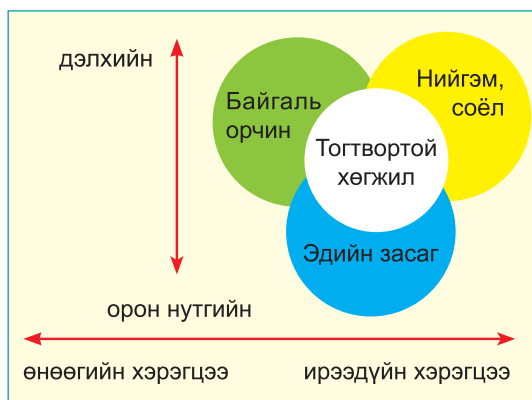 дэлхийн
Байгаль
орчин
Нийгэм,
соёл
Тогтвортой
хөгжил
Эдийн засаг
орон нутгийн
өнөөгийн хэрэгцээ
ирээдүйн хэрэгцээ